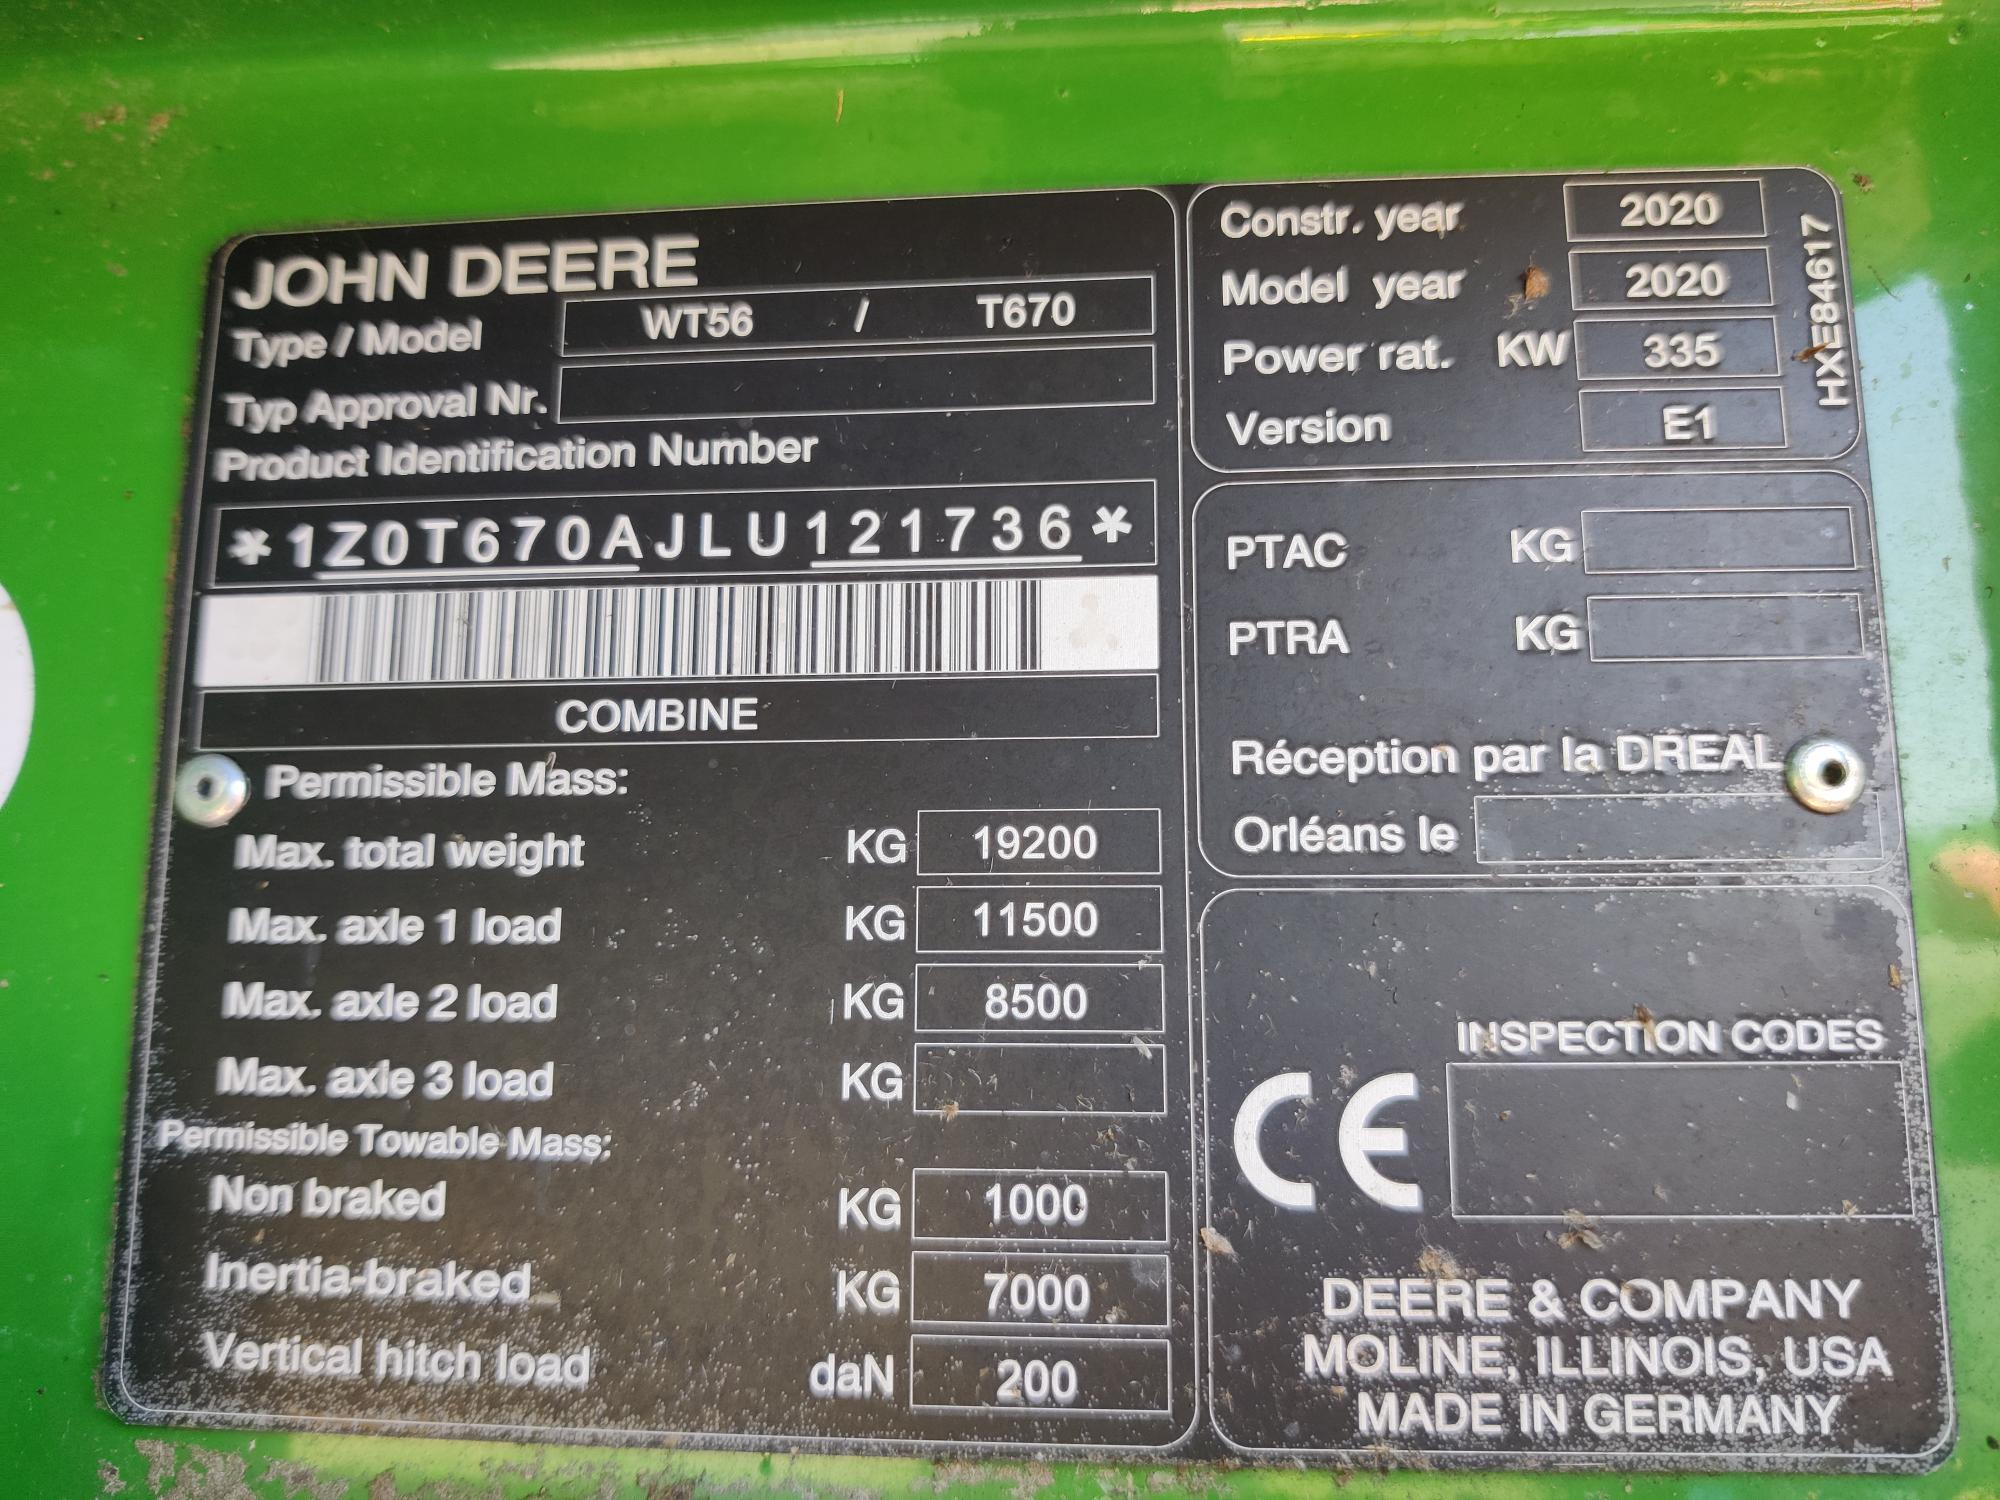 JOHN DEERE
Type / Model WT56 / T670
Typ Approval Nr.
Product Identification Number
*1Z0T670AJLU121736*
COMBINE
Permissible Mass:
Max. total weight KG 19200
Max. axle 1 load KG 11500
Max. axle 2 load KG 8500
Max. axle 3 load KG
Permissible Towable Mass:
Non braked KG 1000
Inertia-braked KG 7000
Vertical hitch load daN 200
Constr. year 2020
Model year 2020
Power rat. KW 335
Version E1
HXE84617
PTAC KG
PTRA KG
Réception par la DREAL
Orléans le
INSPECTION CODES
CE
DEERE & COMPANY
MOLINE, ILLINOIS, USA
MADE IN GERMANY